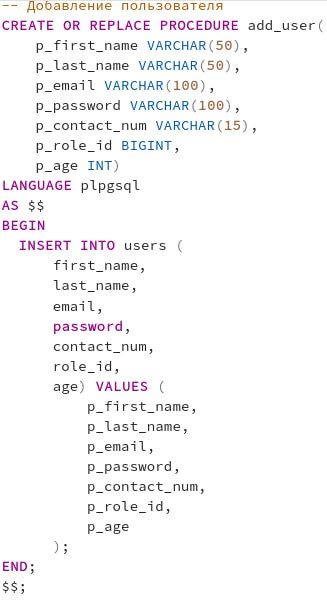 -- Добавление пользователя
CREATE OR REPLACE PROCEDURE add_user(
    p_first_name VARCHAR(50),
    p_last_name VARCHAR(50),
    p_email VARCHAR(100),
    p_password VARCHAR(100),
    p_contact_num VARCHAR(15),
    p_role_id BIGINT,
    p_age INT)
LANGUAGE plpgsql
AS $$
BEGIN
  INSERT INTO users (
      first_name,
      last_name,
      email,
      password,
      contact_num,
      role_id,
      age) VALUES (
          p_first_name,
          p_last_name,
          p_email,
          p_password,
          p_contact_num,
          p_role_id,
          p_age
      );
END;
$$;